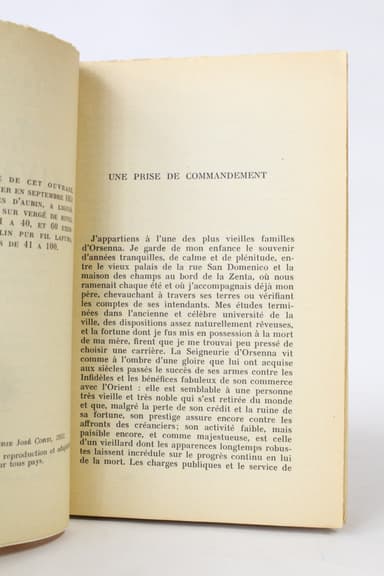 E DE CET OUVRAGE
ER EN SEPTEMBRE
S D'AUBIN, A LIGUGÉ
SUR VERGÉ DE RIVES
A 40, ET 60 EXEM
LIN PUR FIL LAFUMA
S DE 41 A 100.
JOSÉ CORTI, 1951.
reproduction et adapta
ur tous pays.
UNE PRISE DE COMMANDEMENT
J'appartiens à l'une des plus vieilles familles
d'Orsenna. Je garde de mon enfance le souvenir
d'années tranquilles, de calme et de plénitude, en-
tre le vieux palais de la rue San Domenico et la
maison des champs au bord de la Zenta, où nous
ramenait chaque été et où j'accompagnais déjà mon
père, chevauchant à travers ses terres ou vérifiant
les comptes de ses intendants. Mes études termi-
nées dans l'ancienne et célèbre université de la
ville, des dispositions assez naturellement rêveuses,
et la fortune dont je fus mis en possession à la mort
de ma mère, firent que je me trouvai peu pressé de
choisir une carrière. La Seigneurie d'Orsenna vit
comme à l'ombre d'une gloire que lui ont acquise
aux siècles passés le succès de ses armes contre les
Infidèles et les bénéfices fabuleux de son commerce
avec l'Orient : elle est semblable à une personne
très vieille et très noble qui s'est retirée du monde
et que, malgré la perte de son crédit et la ruine de
sa fortune, son prestige assure encore contre les
affronts des créanciers ; son activité faible, mais
paisible encore, et comme majestueuse, est celle
d'un vieillard dont les apparences longtemps robus-
tes laissent incrédule sur le progrès continu en lui
de la mort. Les charges publiques et le service de